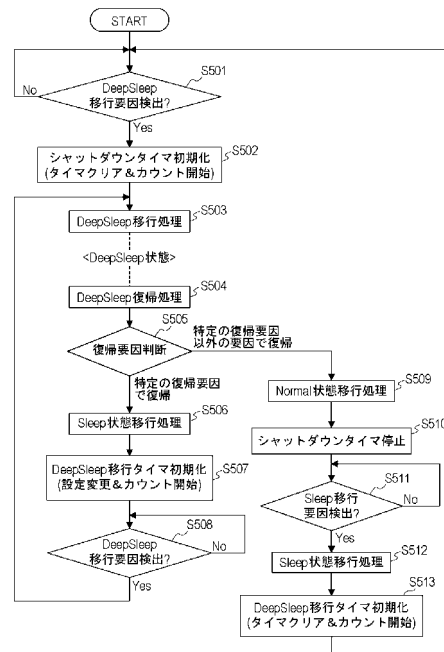 START
S501
DeepSleep
移行要因検出?
No
Yes
S502
シャットダウンタイマ初期化
(タイマクリア&カウント開始)
S503
DeepSleep移行処理
<DeepSleep状態>
S504
DeepSleep復帰処理
S505
復帰要因判断
特定の復帰要因
以外の要因で復帰
特定の復帰要因
で復帰
S506
Sleep状態移行処理
S507
DeepSleep移行タイマ初期化
(設定変更&カウント開始)
S508
DeepSleep
移行要因検出?
No
Yes
S509
Normal状態移行処理
S510
シャットダウンタイマ停止
S511
Sleep移行
要因検出?
No
Yes
S512
Sleep状態移行処理
S513
DeepSleep移行タイマ初期化
(タイマクリア&カウント開始)